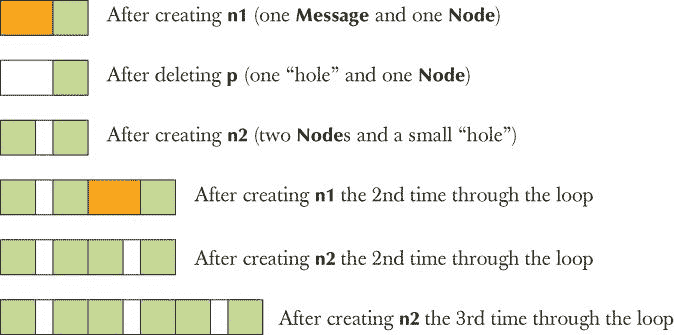 After creating n1 (one Message and one Node)
After deleting p (one “hole” and one Node)
After creating n2 (two Nodes and a small “hole”)
After creating n1 the 2nd time through the loop
After creating n2 the 2nd time through the loop
After creating n2 the 3rd time through the loop